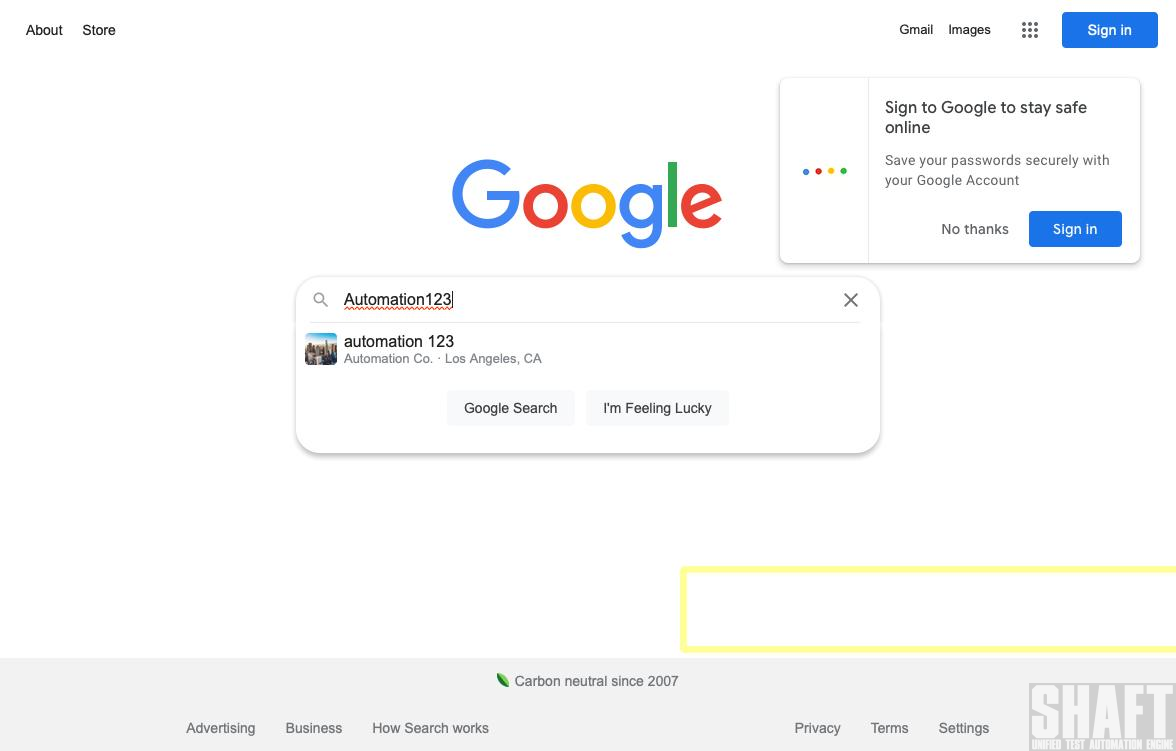 About Store
Gmail Images Sign in
Sign to Google to stay safe
online
Save your passwords securely with
your Google Account
No thanks Sign in
Google
Automation123
automation 123
Automation Co. · Los Angeles, CA
Google Search I'm Feeling Lucky
Carbon neutral since 2007
Advertising Business How Search works Privacy Terms Settings
SHAFT
UNIFIED TEST AUTOMATION ENGINE